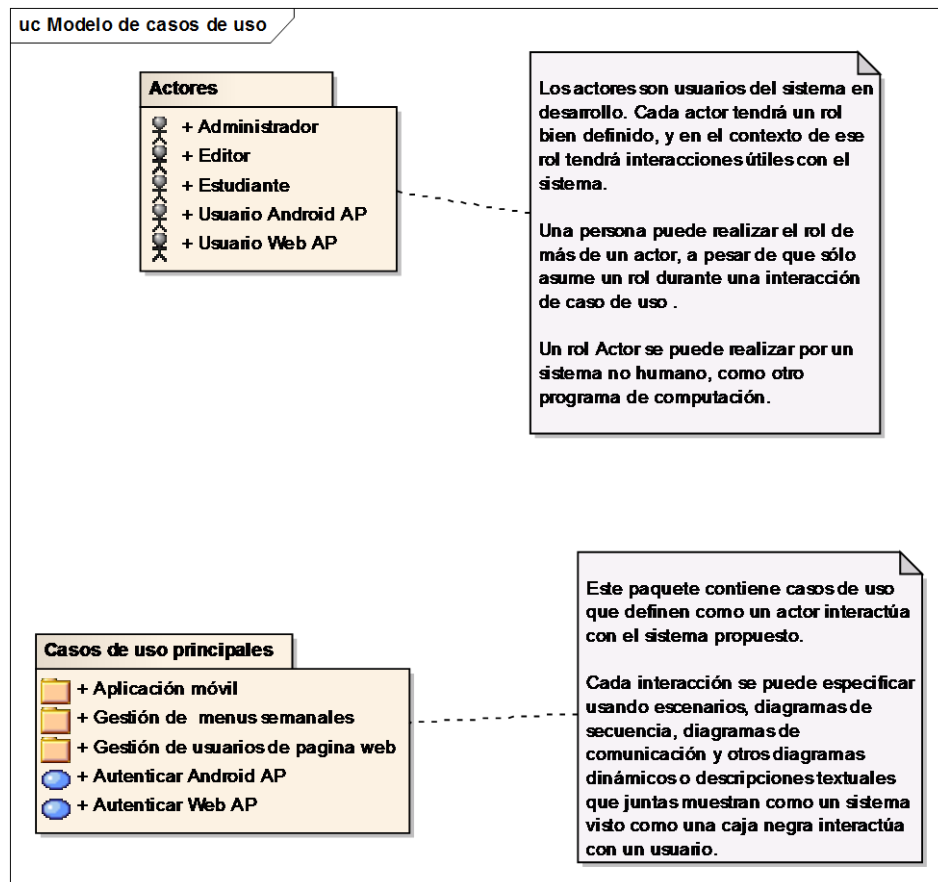 uc Modelo de casos de uso
Actores
+ Administrador
+ Editor
+ Estudiante
+ Usuario Android AP
+ Usuario Web AP
Los actores son usuarios del sistema en
desarrollo. Cada actor tendrá un rol
bien definido, y en el contexto de ese
rol tendrá interacciones útiles con el
sistema.
Una persona puede realizar el rol de
más de un actor, a pesar de que sólo
asume un rol durante una interacción
de caso de uso .
Un rol Actor se puede realizar por un
sistema no humano, como otro
programa de computación.
Casos de uso principales
+ Aplicación móvil
+ Gestión de menus semanales
+ Gestión de usuarios de pagina web
+ Autenticar Android AP
+ Autenticar Web AP
Este paquete contiene casos de uso
que definen como un actor interactúa
con el sistema propuesto.
Cada interacción se puede especificar
usando escenarios, diagramas de
secuencia, diagramas de
comunicación y otros diagramas
dinámicos o descripciones textuales
que juntas muestran como un sistema
visto como una caja negra interactúa
con un usuario.